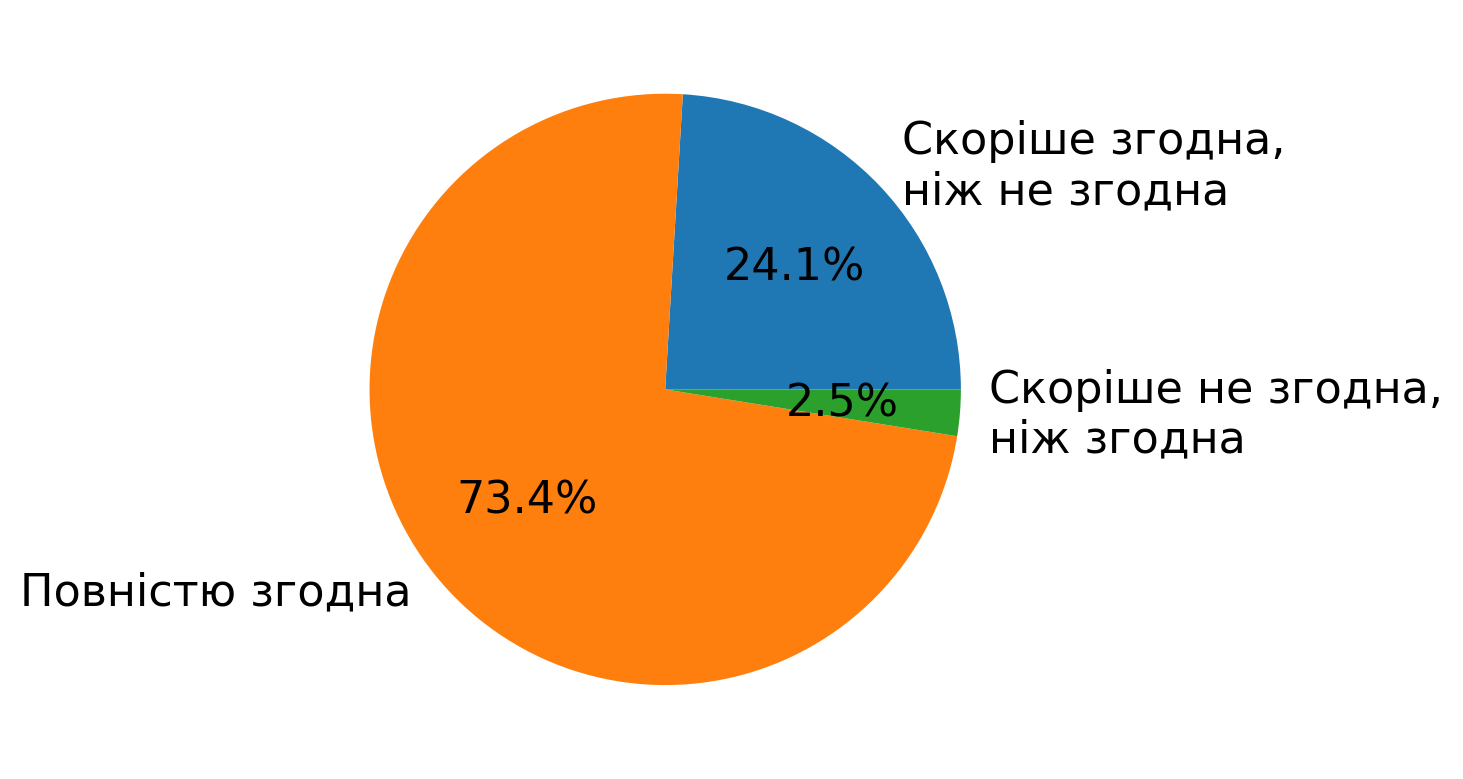 Скоріше згодна,
ніж не згодна
24.1%
Скоріше не згодна,
ніж згодна
2.5%
73.4%
Повністю згодна